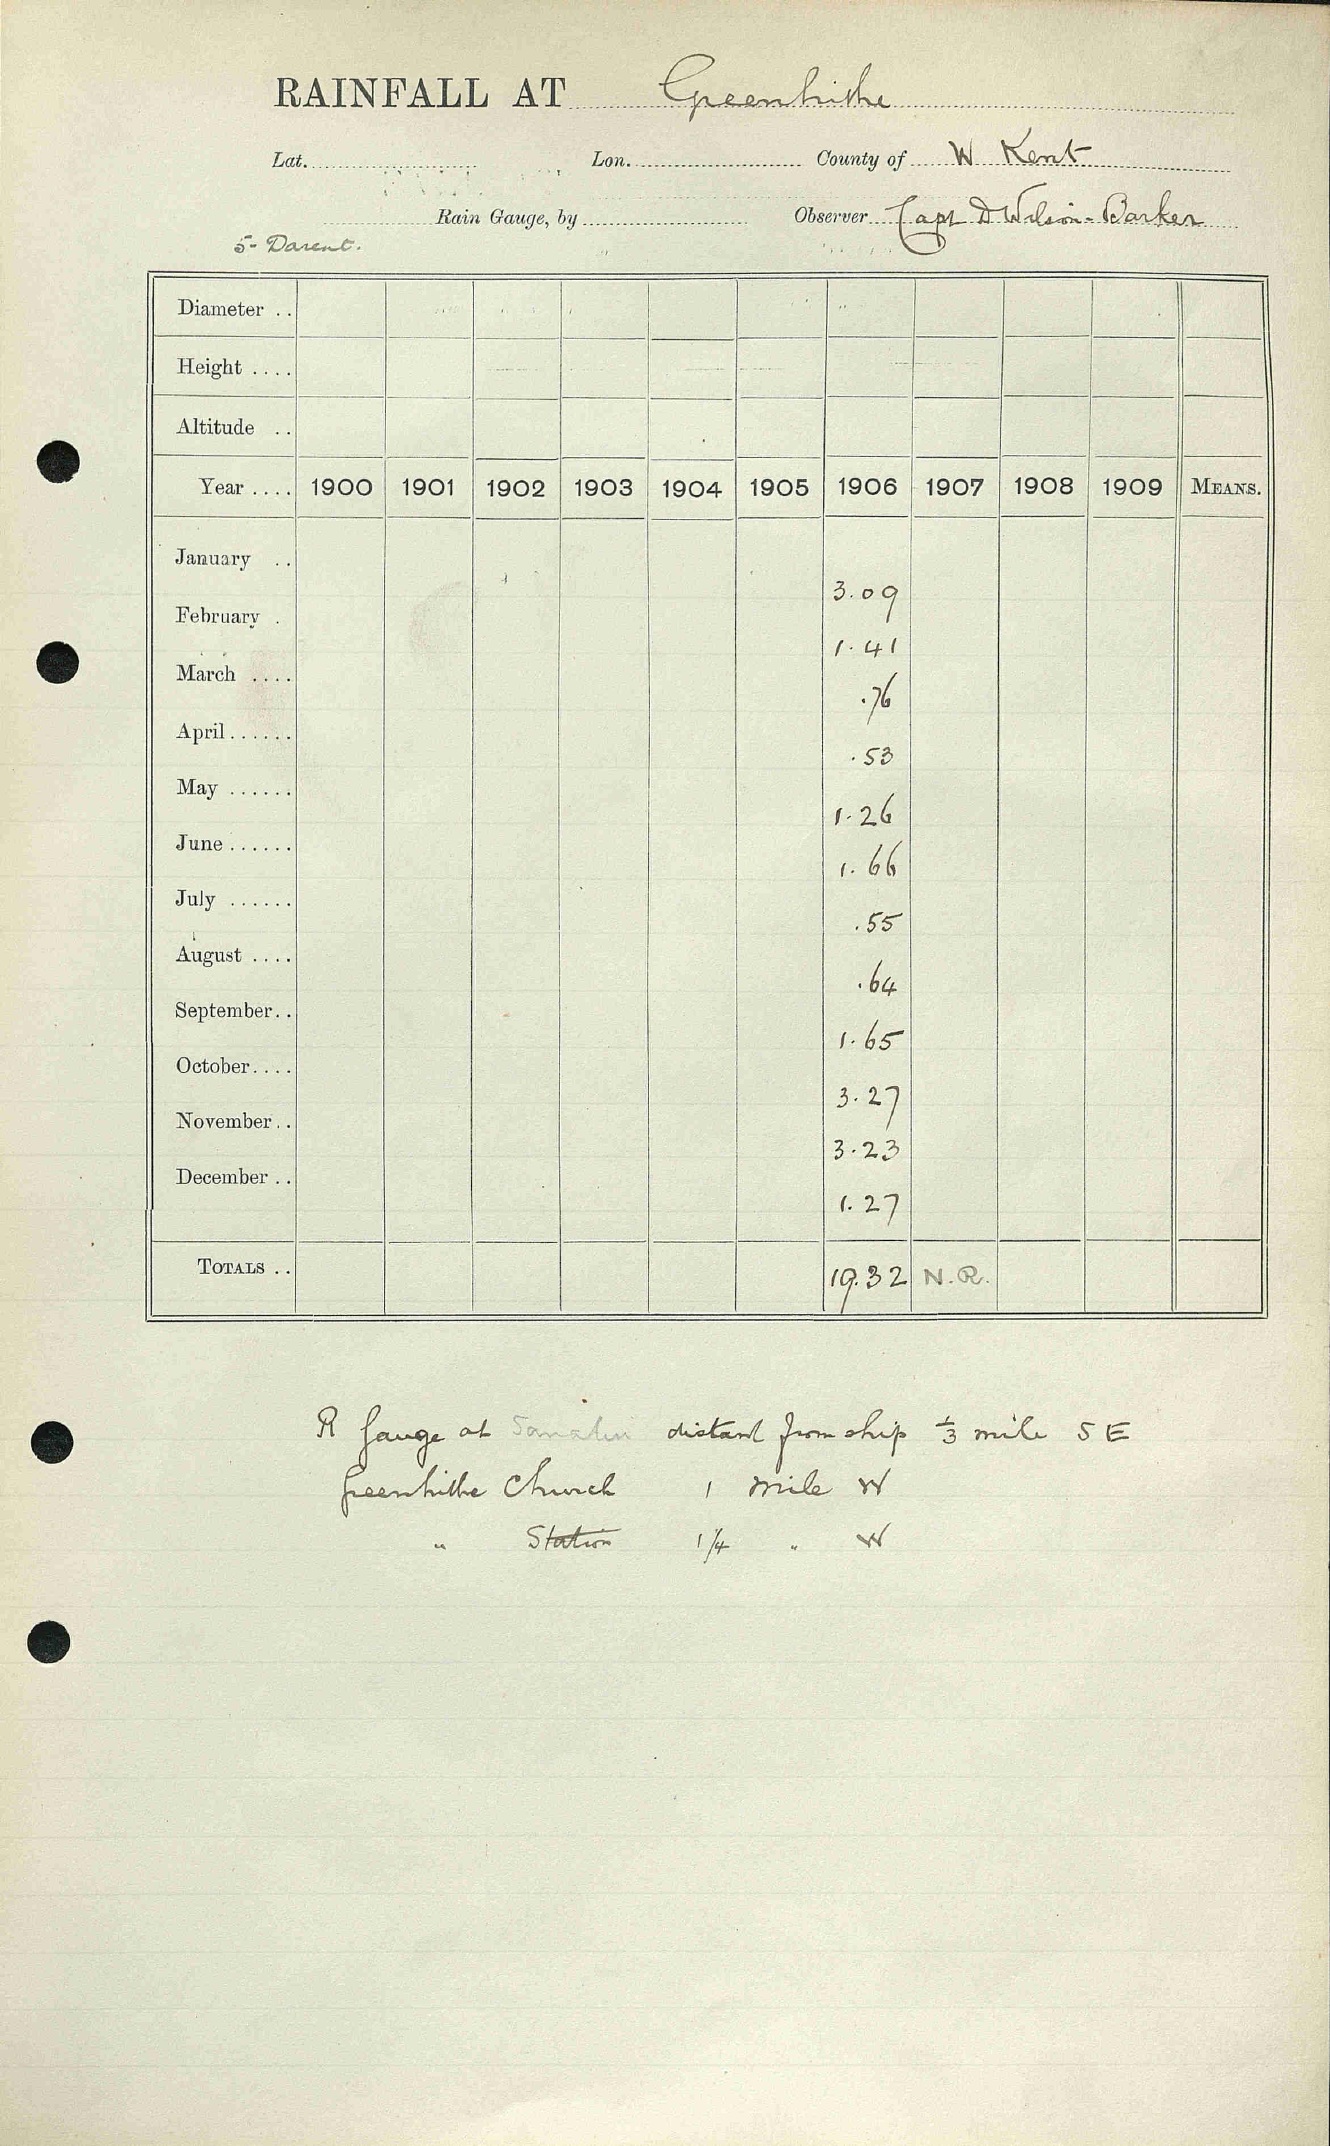 RAINFALL AT Greenhithe
Lat. Lon. County of W Kent
Rain Gauge, by Observer Capt D Wilson-Barker
5- Darent.
Diameter ..
Height ....
Altitude ..
Year .... 1900 1901 1902 1903 1904 1905 1906 1907 1908 1909 MEANS.
January .. 3.09
February . 1.41
March .... .76
April ...... .53
May ...... 1.26
June ...... 1.66
July ...... .55
August .... .64
September.. 1.65
October.... 3.27
November.. 3.23
December .. 1.27
TOTALS .. 19.32 N.R.
R Gauge at distant from ship 1/3 mile S E
Greenhithe Church 1 mile W
" Station 1 1/4 " W